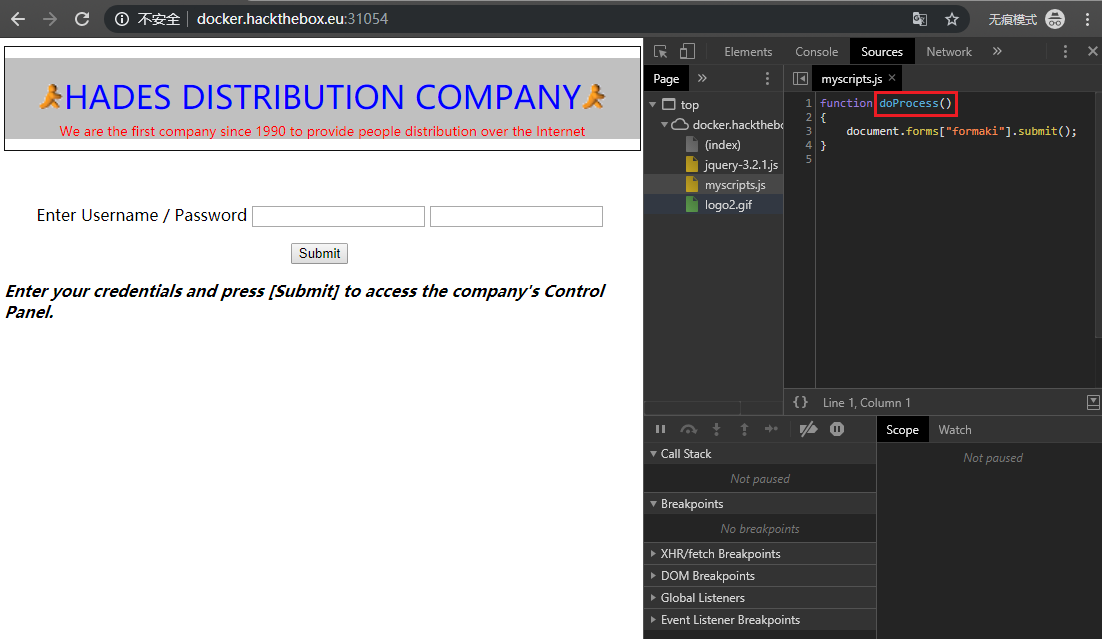 不安全 docker.hackthebox.eu:31054 无痕模式
HADES DISTRIBUTION COMPANY
We are the first company since 1990 to provide people distribution over the Internet
Enter Username / Password
Submit
Enter your credentials and press [Submit] to access the company's Control
Panel.
Elements Console Sources Network »
Page »
top
docker.hackthebo
(index)
jquery-3.2.1.js
myscripts.js
logo2.gif
myscripts.js ×
1 function doProcess()
2 {
3 document.forms["formaki"].submit();
4 }
5
{} Line 1, Column 1
Call Stack
Not paused
Breakpoints
No breakpoints
XHR/fetch Breakpoints
DOM Breakpoints
Global Listeners
Event Listener Breakpoints
Scope Watch
Not paused